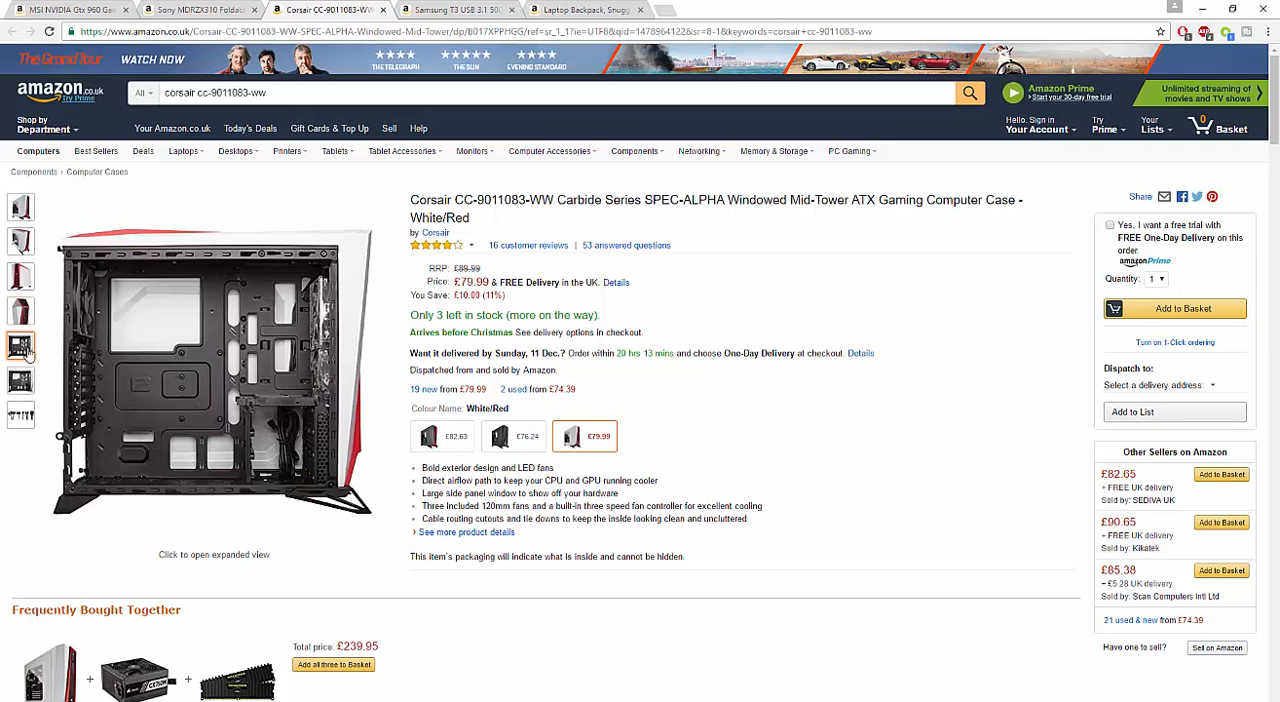 MSI NVIDIA Gtx 960 Gam
Sony MDRZX310 Foldab
Corsair CC-9011083-WW
Samsung T3 USB 3.1 500
Laptop Backpack, Snugg
https://www.amazon.co.uk/Corsair-CC-9011083-WW-SPEC-ALPHA-Windowed-Mid-Tower/dp/B017XPPHGG/ref=sr_1_1?ie=UTF8&qid=1478964122&sr=8-1&keywords=corsair+cc-9011083-ww
THE GRAND TOUR WATCH NOW
THE TELEGRAPH THE SUN EVENING STANDARD
amazon.co.uk
Try Prime
All corsair cc-9011083-ww
Amazon Prime
Start your 30-day free trial
Unlimited streaming of
movies and TV shows
Shop by
Department
Your Amazon.co.uk Today's Deals Gift Cards & Top Up Sell Help
Hello. Sign in
Your Account
Try
Prime
Your
Lists
0
Basket
Computers Best Sellers Deals Laptops Desktops Printers Tablets Tablet Accessories Monitors Computer Accessories Components Networking Memory & Storage PC Gaming
Components › Computer Cases
Corsair CC-9011083-WW Carbide Series SPEC-ALPHA Windowed Mid-Tower ATX Gaming Computer Case -
White/Red
by Corsair
16 customer reviews | 53 answered questions
RRP: £89.99
Price: £79.99 & FREE Delivery in the UK. Details
You Save: £10.00 (11%)
Only 3 left in stock (more on the way).
Arrives before Christmas See delivery options in checkout.
Want it delivered by Sunday, 11 Dec.? Order within 20 hrs 13 mins and choose One-Day Delivery at checkout. Details
Dispatched from and sold by Amazon.
19 new from £79.99 2 used from £74.39
Colour Name: White/Red
£82.63 £76.24 £79.99
Bold exterior design and LED fans
Direct airflow path to keep your CPU and GPU running cooler
Large side panel window to show off your hardware
Three included 120mm fans and a built-in three speed fan controller for excellent cooling
Cable routing cutouts and tie downs to keep the inside looking clean and uncluttered
› See more product details
This item's packaging will indicate what is inside and cannot be hidden.
Click to open expanded view
Share
Yes, I want a free trial with
FREE One-Day Delivery on this
order.
amazonPrime
Quantity: 1
Add to Basket
Turn on 1-Click ordering
Dispatch to:
Select a delivery address:
Add to List
Other Sellers on Amazon
£82.65 Add to Basket
+ FREE UK delivery
Sold by: SEDIVA UK
£90.65 Add to Basket
+ FREE UK delivery
Sold by: Kikatek
£85.38 Add to Basket
+ £5.28 UK delivery
Sold by: Scan Computers Intl Ltd
21 used & new from £74.39
Have one to sell? Sell on Amazon
Frequently Bought Together
Total price: £239.95
Add all three to Basket
+ +
CX750M